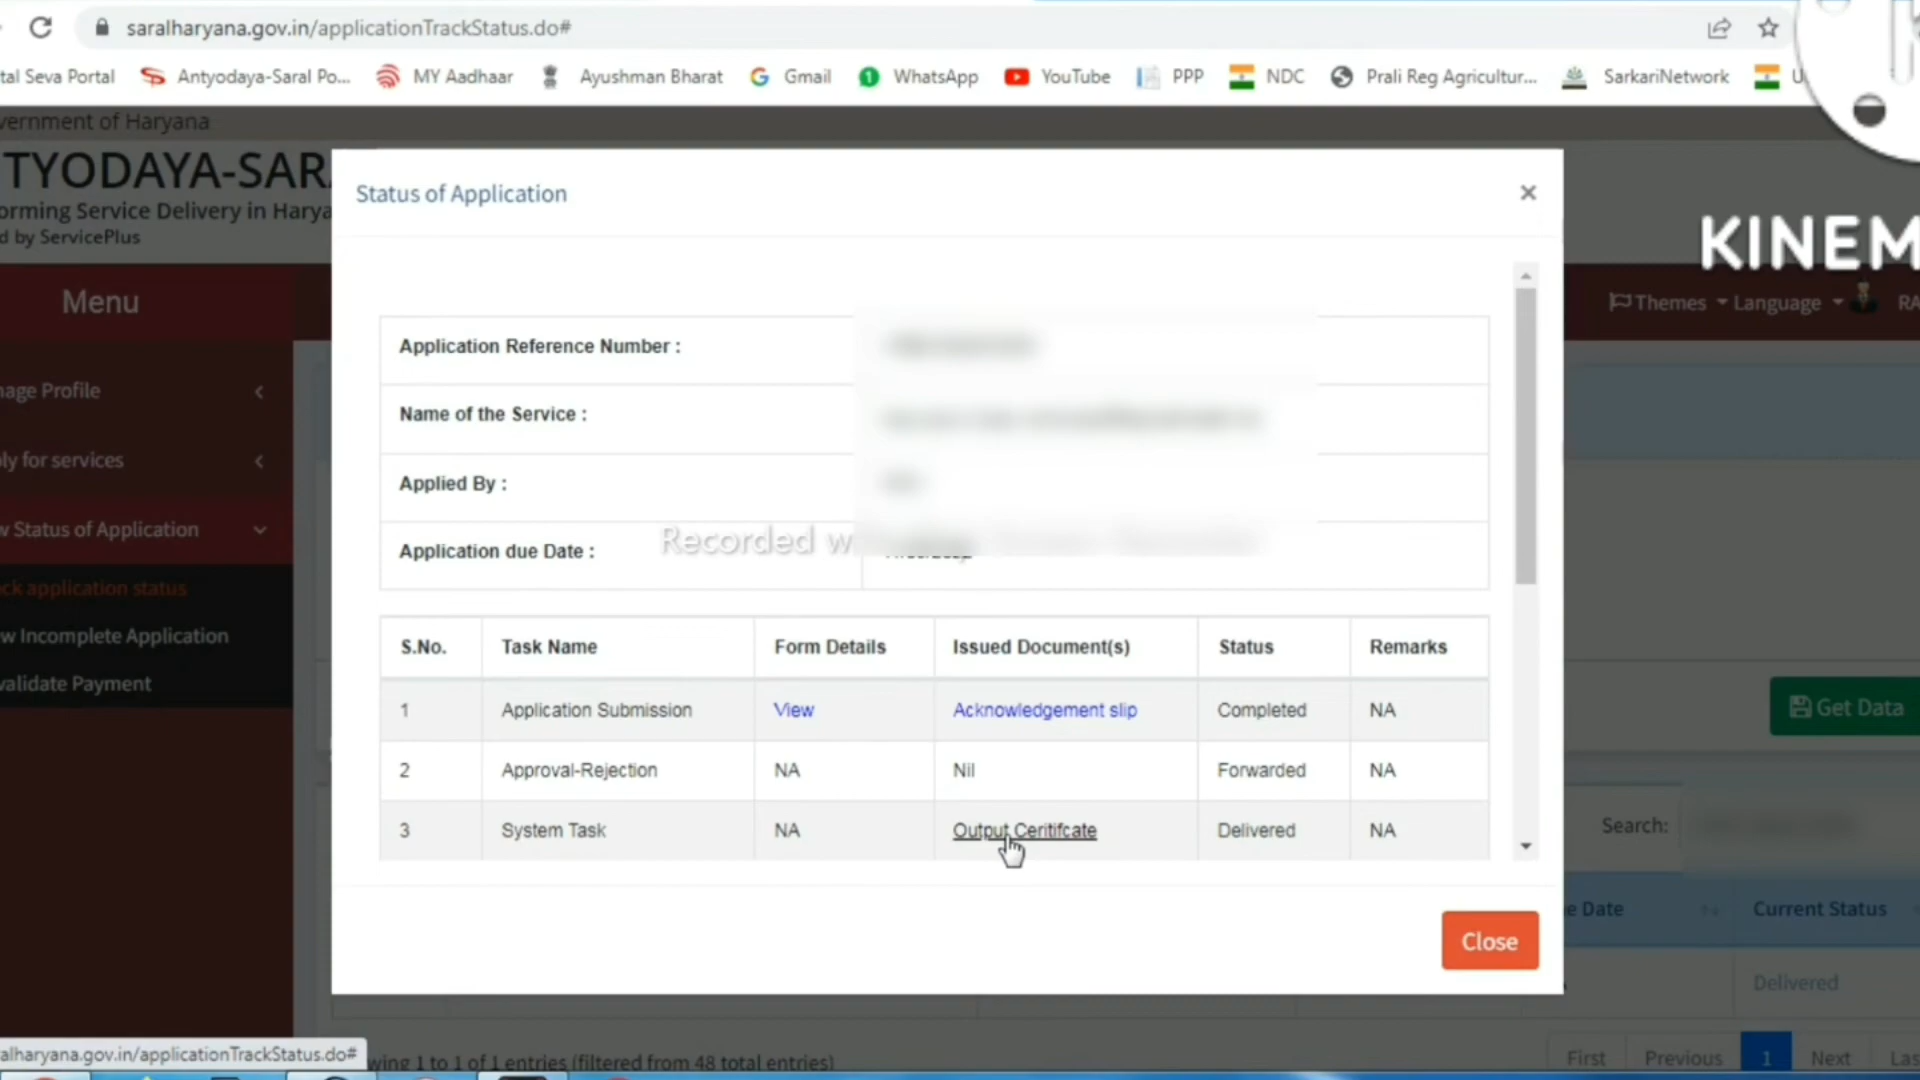 saralharyana.gov.in/applicationTrackStatus.do#
tal Seva Portal Antyodaya-Saral Po... MY Aadhaar Ayushman Bharat Gmail WhatsApp YouTube PPP NDC Prali Reg Agricultur... SarkariNetwork U
vernment of Haryana
TYODAYA-SAR
orming Service Delivery in Harya
d by ServicePlus
KINEM
Menu
Themes Language RA
nage Profile
ly for services
w Status of Application
ck application status
w Incomplete Application
validate Payment
Status of Application
×
Application Reference Number :
Name of the Service :
Applied By :
Application due Date :
Recorded w
S.No. Task Name Form Details Issued Document(s) Status Remarks
1 Application Submission View Acknowledgement slip Completed NA
2 Approval-Rejection NA Nil Forwarded NA
3 System Task NA Output Ceritifcate Delivered NA
Close
Get Data
Search:
e Date Current Status
Delivered
alharyana.gov.in/applicationTrackStatus.do#
wing 1 to 1 of 1 entries (filtered from 48 total entries)
First Previous 1 Next Las